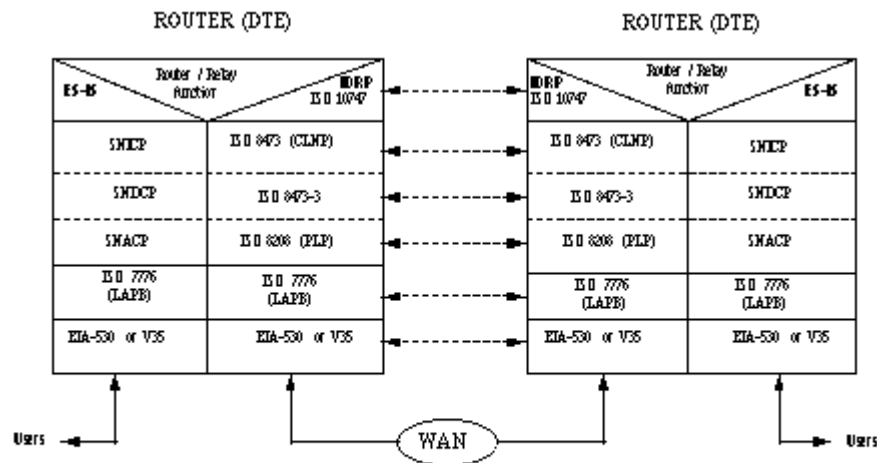 ROUTER (DTE)
ROUTER (DTE)
ES-IS
Router / Relay
function
IDRP
ISO 10747
IDRP
ISO 10747
Router / Relay
function
ES-IS
SNICP
ISO 8473 (CLNP)
ISO 8473 (CLNP)
SNICP
SNDCP
ISO 8473-3
ISO 8473-3
SNDCP
SNACP
ISO 8208 (PLP)
ISO 8208 (PLP)
SNACP
ISO 7776
(LAPB)
ISO 7776
(LAPB)
ISO 7776
(LAPB)
ISO 7776
(LAPB)
EIA-530 or V35
EIA-530 or V35
EIA-530 or V35
EIA-530 or V35
Users
WAN
Users